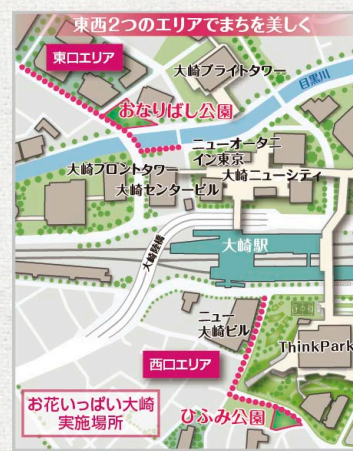 東西2つのエリアでまちを美しく
東口エリア
大崎ブライトタワー
おなりばし公園
目黒川
ニューオータニ
イン東京
大崎フロントタワー
大崎ニューシティ
大崎センタービル
大崎陸橋
大崎駅
ニュー
大崎ビル
ThinkPark
西口エリア
お花いっぱい大崎
実施場所
ひふみ公園